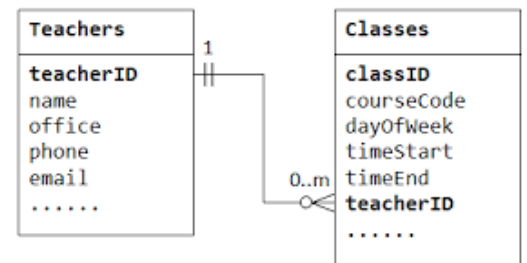 Teachers
teacherID
name
office
phone
email
......
1
0..m
Classes
classID
courseCode
dayOfWeek
timeStart
timeEnd
teacherID
......